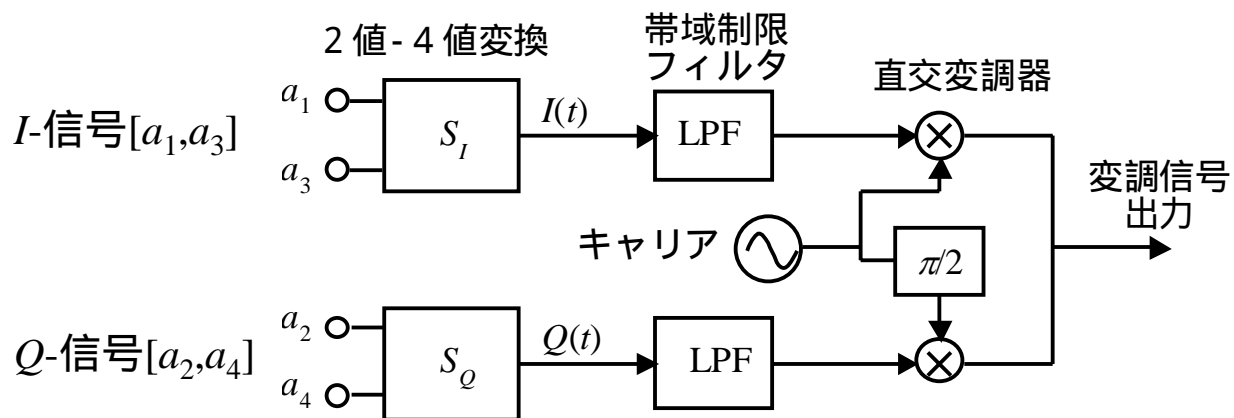 2値-4値変換
帯域制限
フィルタ
直交変調器
I-信号[a₁,a₃]
a₁
a₃
S_I
I(t)
LPF
キャリア
π/2
変調信号
出力
Q-信号[a₂,a₄]
a₂
a₄
S_Q
Q(t)
LPF